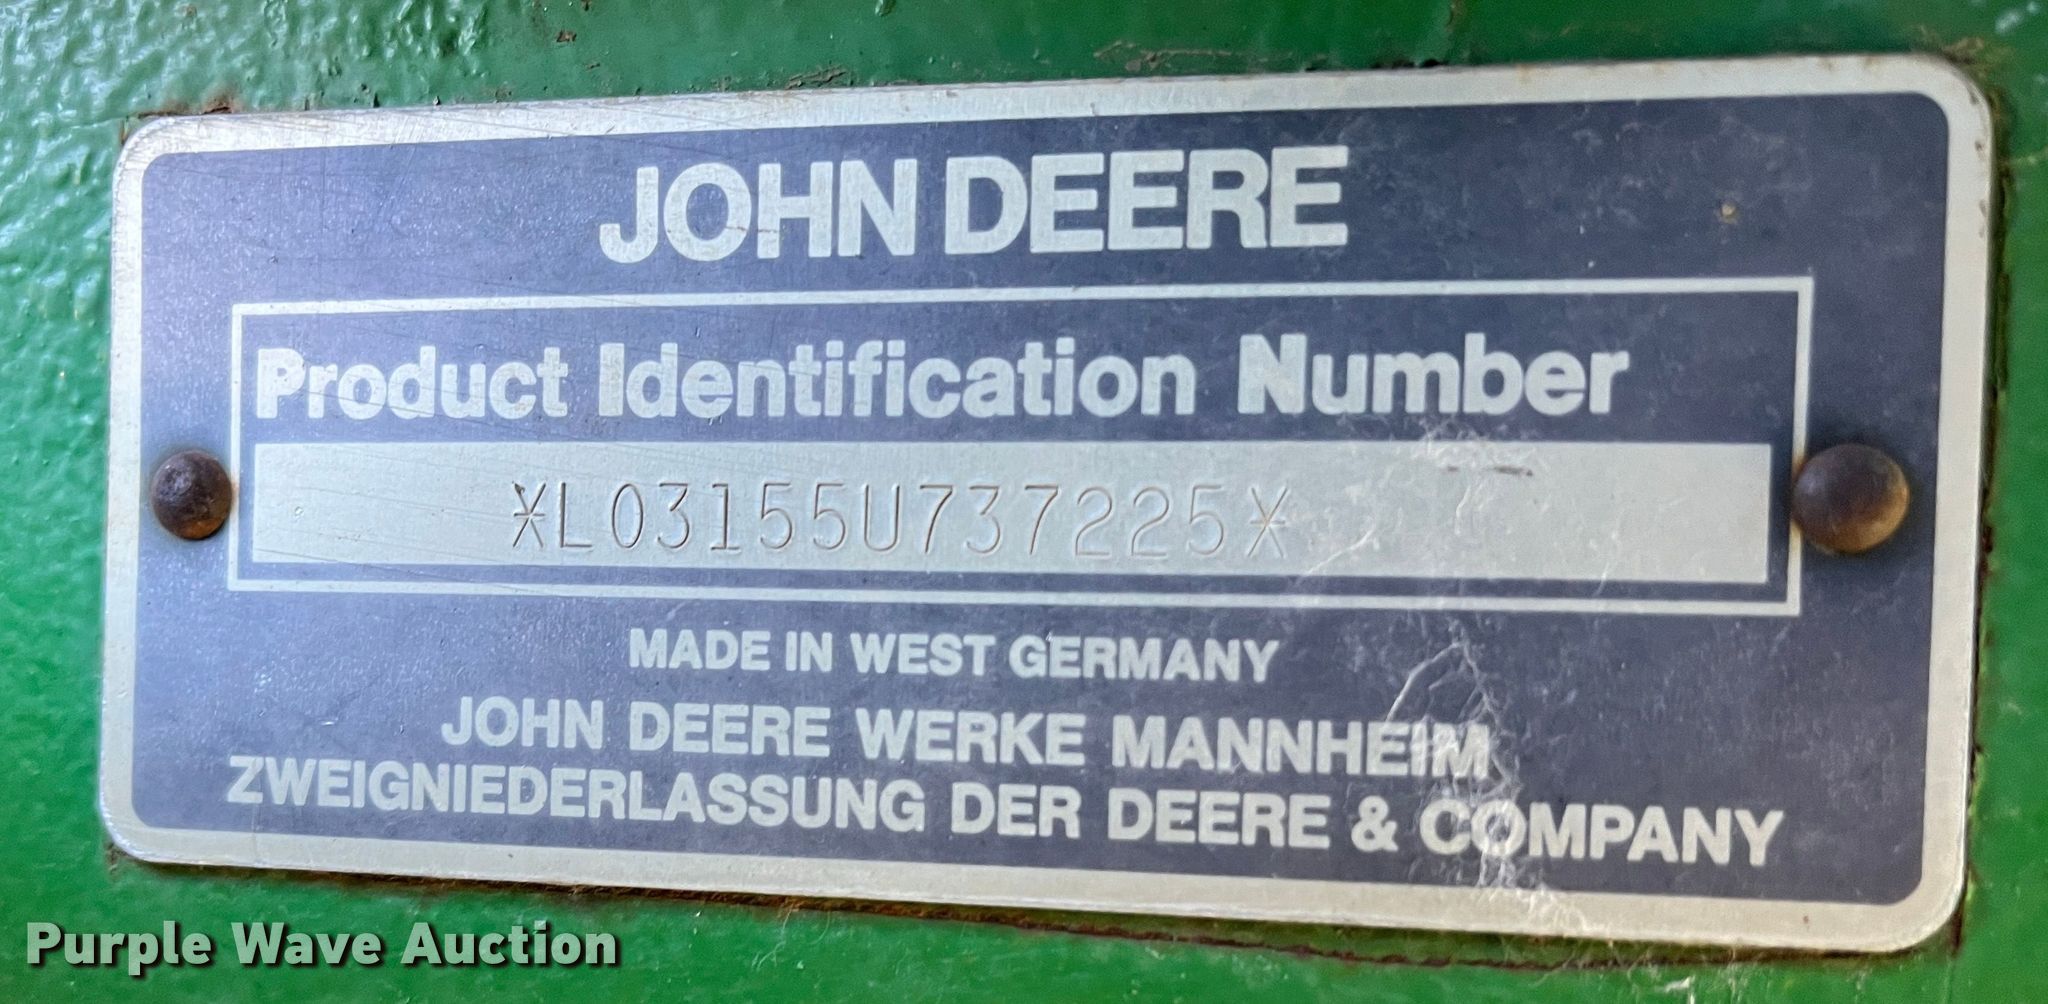 JOHN DEERE
Product Identification Number
*L03155U737225*
MADE IN WEST GERMANY
JOHN DEERE WERKE MANNHEIM
ZWEIGNIEDERLASSUNG DER DEERE & COMPANY
Purple Wave Auction